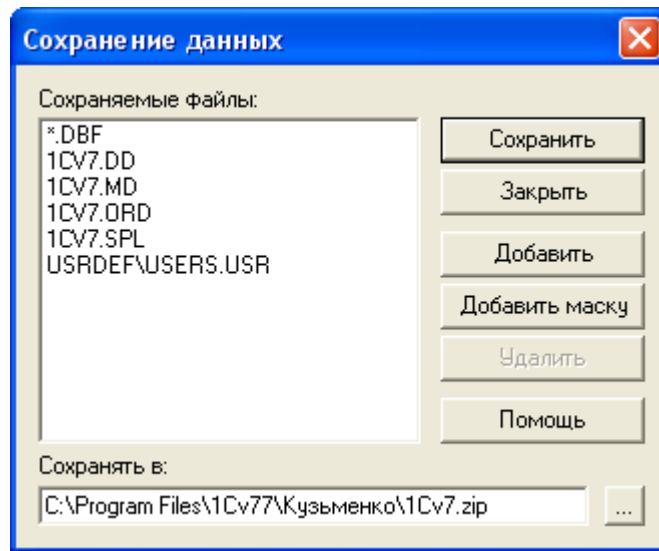 Сохранение данных
Сохраняемые файлы:
*.DBF
1CV7.DD
1CV7.MD
1CV7.ORD
1CV7.SPL
USRDEF\USERS.USR
Сохранить
Закрыть
Добавить
Добавить маску
Удалить
Помощь
Сохранять в:
C:\Program Files\1Cv77\Кузьменко\1Cv7.zip
...